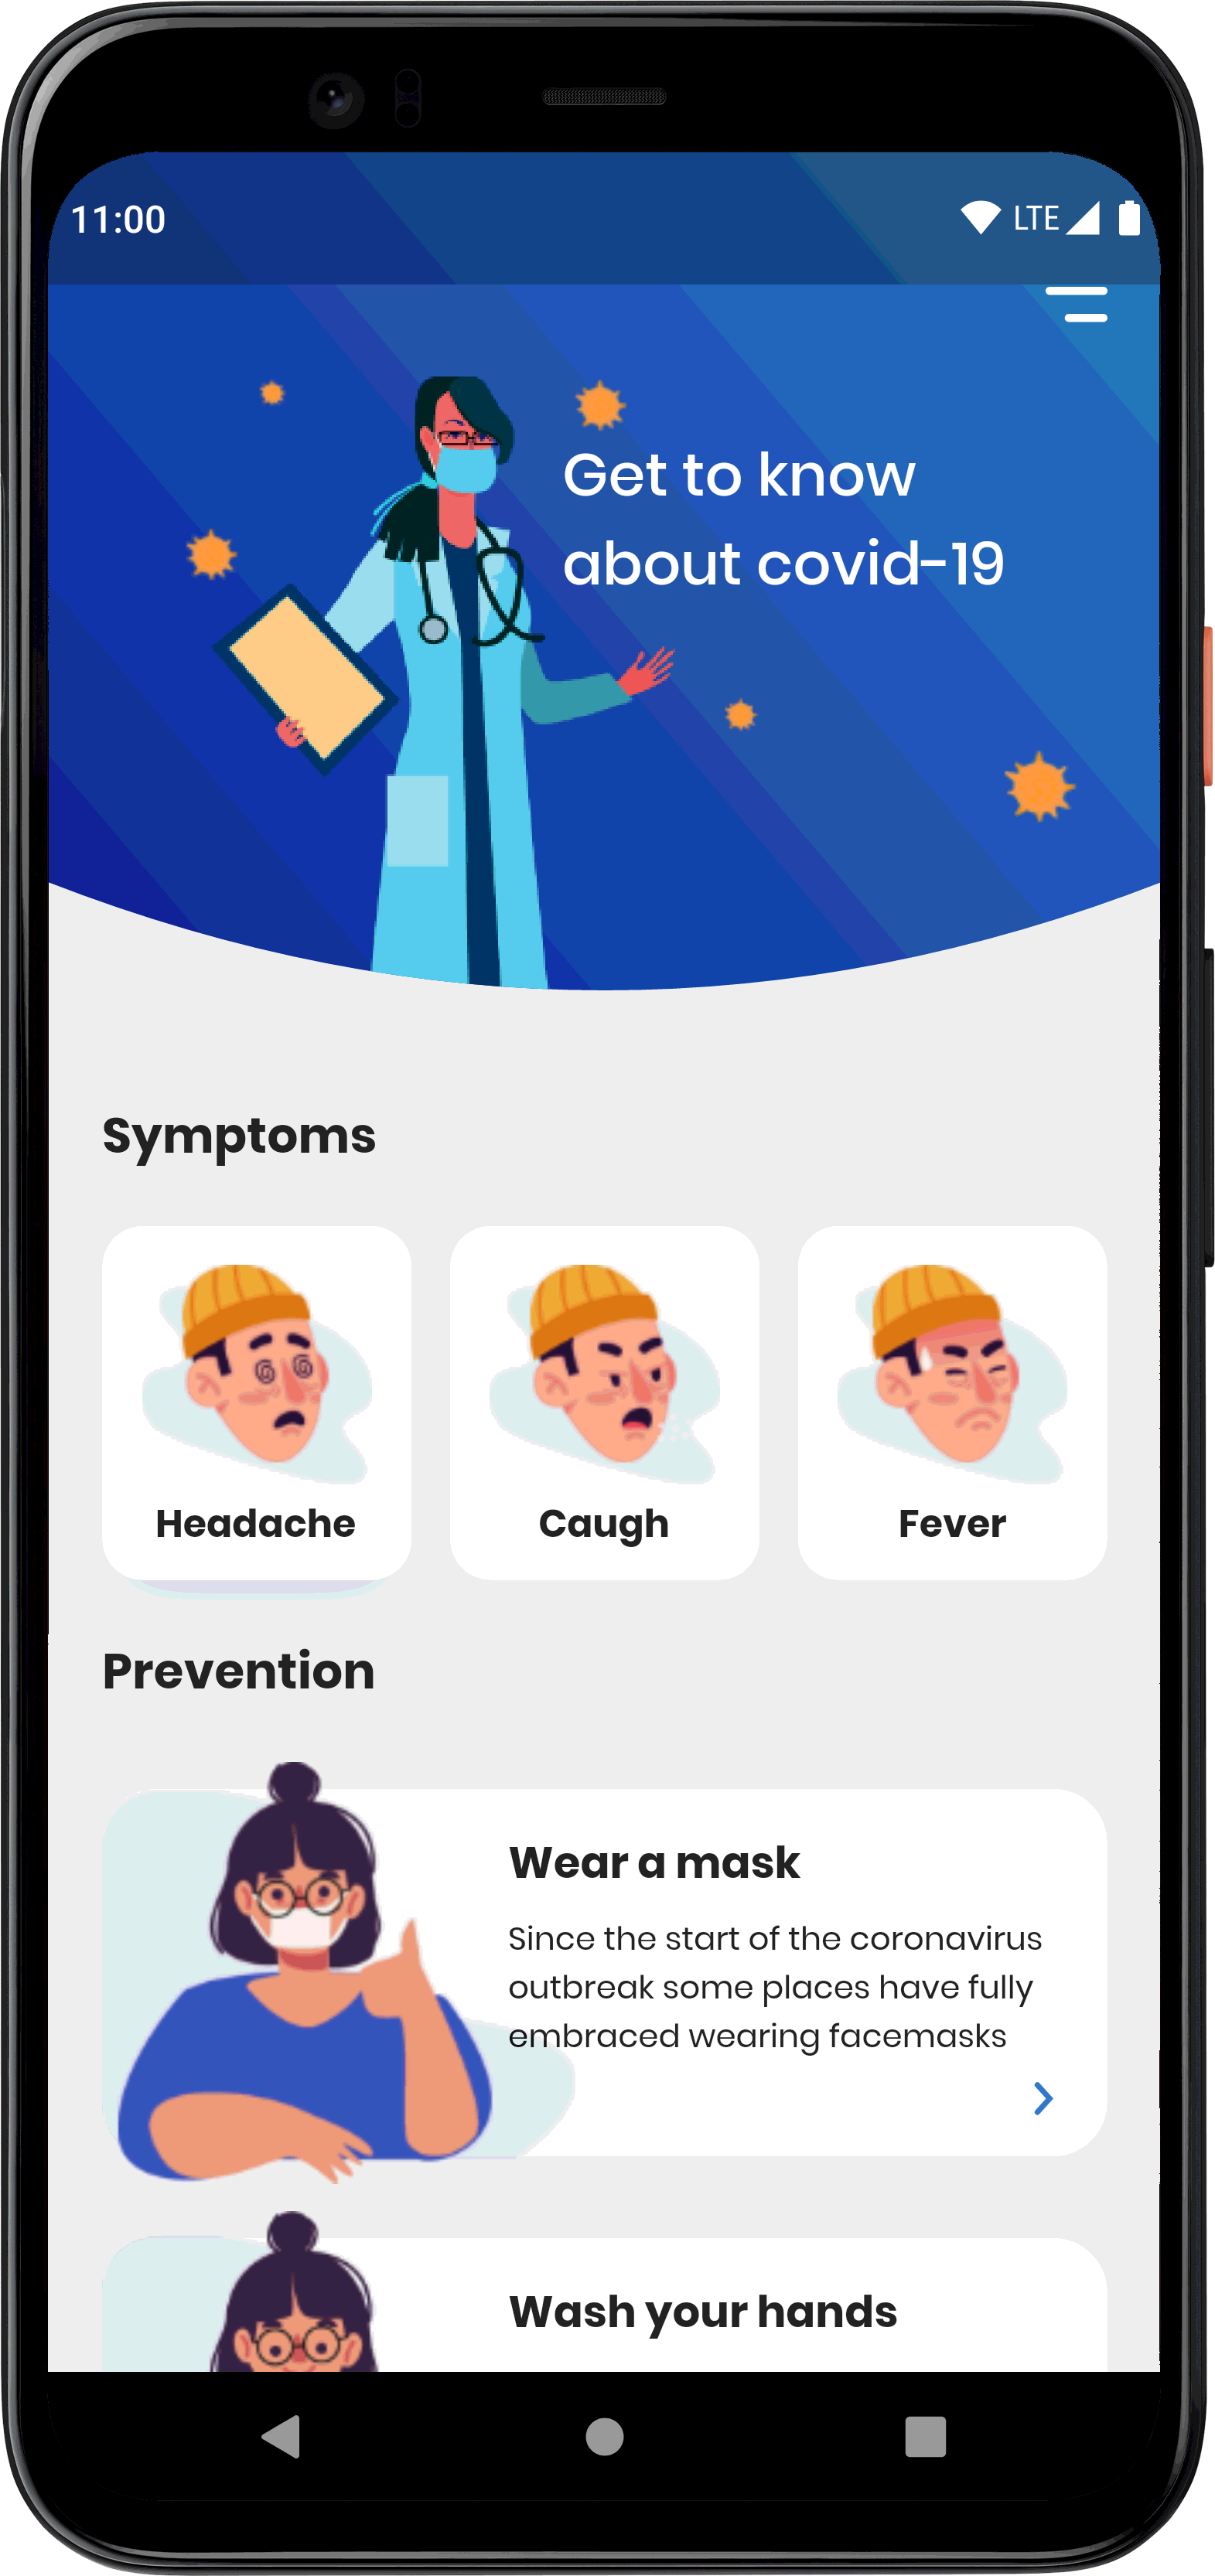 11:00 LTE
Get to know
about covid-19
Symptoms
Headache Caugh Fever
Prevention
Wear a mask
Since the start of the coronavirus
outbreak some places have fully
embraced wearing facemasks
Wash your hands